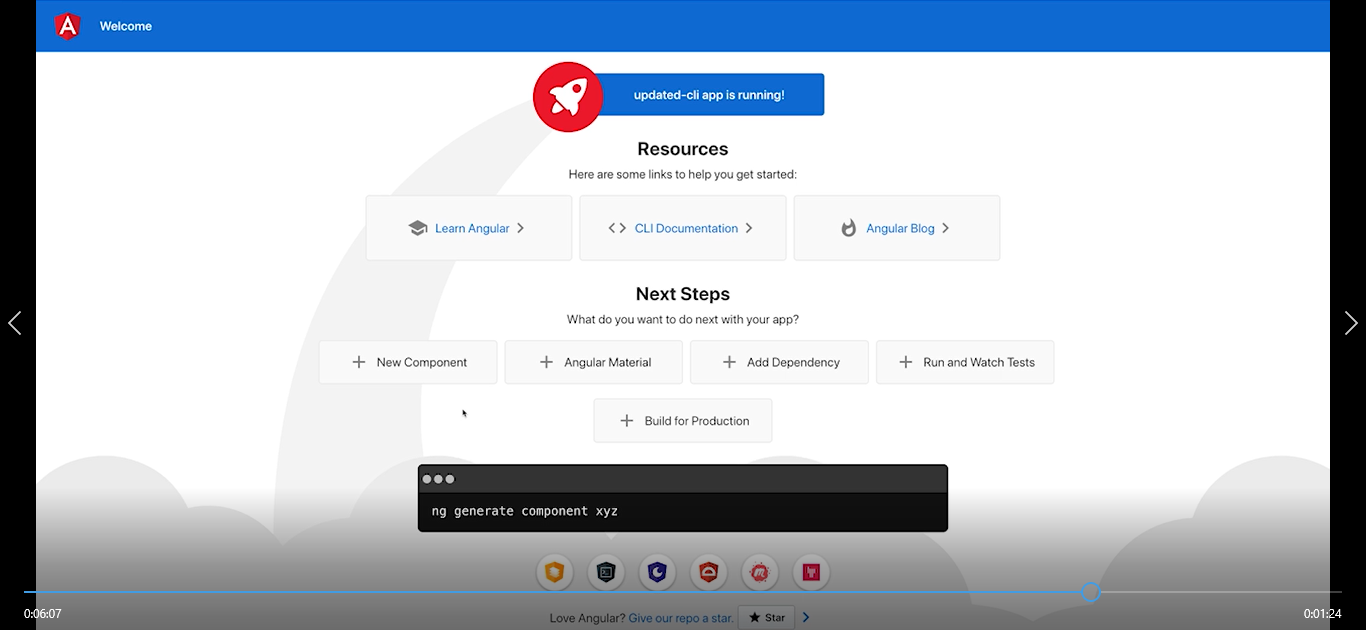 Welcome
updated-cli app is running!
Resources
Here are some links to help you get started:
Learn Angular
CLI Documentation
Angular Blog
Next Steps
What do you want to do next with your app?
New Component
Angular Material
Add Dependency
Run and Watch Tests
Build for Production
ng generate component xyz
Love Angular? Give our repo a star. Star
0:06:07
0:01:24